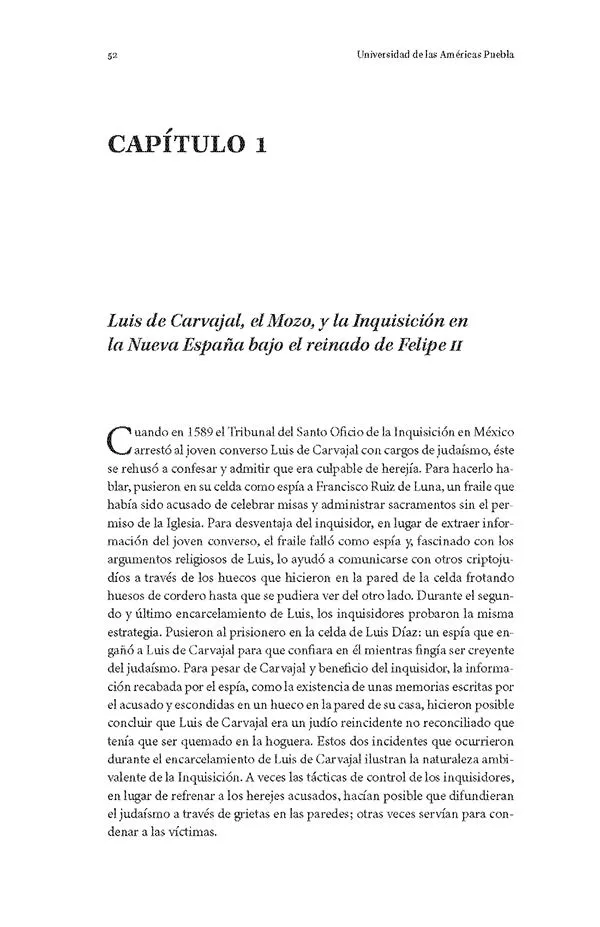 52
Universidad de las Américas Puebla
CAPÍTULO 1
Luis de Carvajal, el Mozo, y la Inquisición en
la Nueva España bajo el reinado de Felipe II
Cuando en 1589 el Tribunal del Santo Oficio de la Inquisición en México
arrestó al joven converso Luis de Carvajal con cargos de judaísmo, éste
se rehusó a confesar y admitir que era culpable de herejía. Para hacerlo ha-
blar, pusieron en su celda como espía a Francisco Ruiz de Luna, un fraile que
había sido acusado de celebrar misas y administrar sacramentos sin el per-
miso de la Iglesia. Para desventaja del inquisidor, en lugar de extraer infor-
mación del joven converso, el fraile falló como espía y, fascinado con los
argumentos religiosos de Luis, lo ayudó a comunicarse con otros criptoju-
díos a través de los huecos que hicieron en la pared de la celda frotando
huesos de cordero hasta que se pudiera ver del otro lado. Durante el segun-
do y último encarcelamiento de Luis, los inquisidores probaron la misma
estrategia. Pusieron al prisionero en la celda de Luis Díaz: un espía que en-
gañó a Luis de Carvajal para que confiara en él mientras fingía ser creyente
del judaísmo. Para pesar de Carvajal y beneficio del inquisidor, la informa-
ción recabada por el espía, como la existencia de unas memorias escritas por
el acusado y escondidas en un hueco en la pared de su casa, hicieron posible
concluir que Luis de Carvajal era un judío reincidente no reconciliado que
tenía que ser quemado en la hoguera. Estos dos incidentes que ocurrieron
durante el encarcelamiento de Luis de Carvajal ilustran la naturaleza ambi-
valente de la Inquisición. A veces las tácticas de control de los inquisidores,
en lugar de refrenar a los herejes acusados, hacían posible que difundieran
el judaísmo a través de grietas en las paredes; otras veces servían para con-
denar a las víctimas.